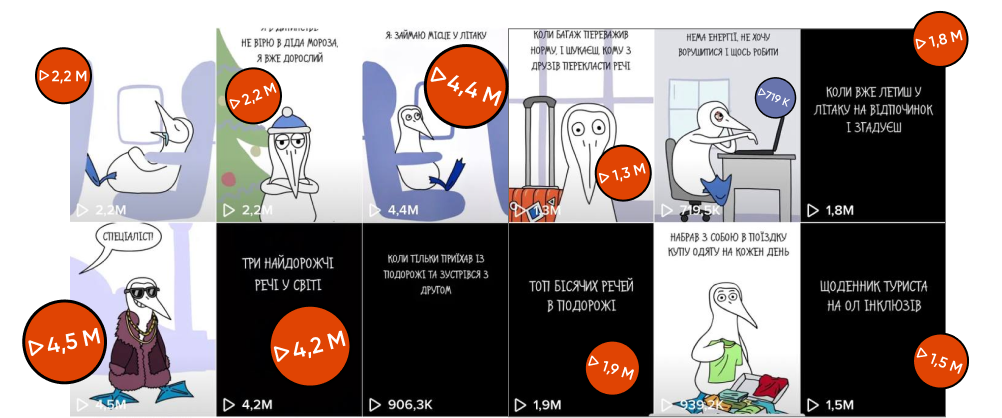 Я В ДИТИНСТВІ
НЕ ВІРЮ В ДІДА МОРОЗА,
Я ВЖЕ ДОРОСЛИЙ
Я: ЗАЙМАЮ МІСЦЕ У ЛІТАКУ
КОЛИ БАГАЖ ПЕРЕВАЖИВ
НОРМУ, І ШУКАЄШ, КОМУ З
ДРУЗІВ ПЕРЕКЛАСТИ РЕЧІ
НЕМА ЕНЕРГІЇ, НЕ ХОЧУ
ВОРУШИТИСЯ І ЩОСЬ РОБИТИ
КОЛИ ВЖЕ ЛЕТИШ У
ЛІТАКУ НА ВІДПОЧИНОК
І ЗГАДУЄШ
2,2 M
2,2 M
4,4 M
1,3 M
719 K
1,8 M
2,2M
2,2M
4,4M
1,3M
719,5K
1,8M
СПЕЦІАЛІСТ!
ТРИ НАЙДОРОЖЧІ
РЕЧІ У СВІТІ
КОЛИ ТІЛЬКИ ПРИЇХАВ ІЗ
ПОДОРОЖІ ТА ЗУСТРІВСЯ З
ДРУГОМ
ТОП БІСЯЧИХ РЕЧЕЙ
В ПОДОРОЖІ
НАБРАВ З СОБОЮ В ПОЇЗДКУ
КУПУ ОДЯГУ НА КОЖЕН ДЕНЬ
ЩОДЕННИК ТУРИСТА
НА ОЛ ІНКЛЮЗІВ
4,5 M
4,2 M
1,9 M
1,5 M
4,5M
4,2M
906,3K
1,9M
939,2K
1,5M